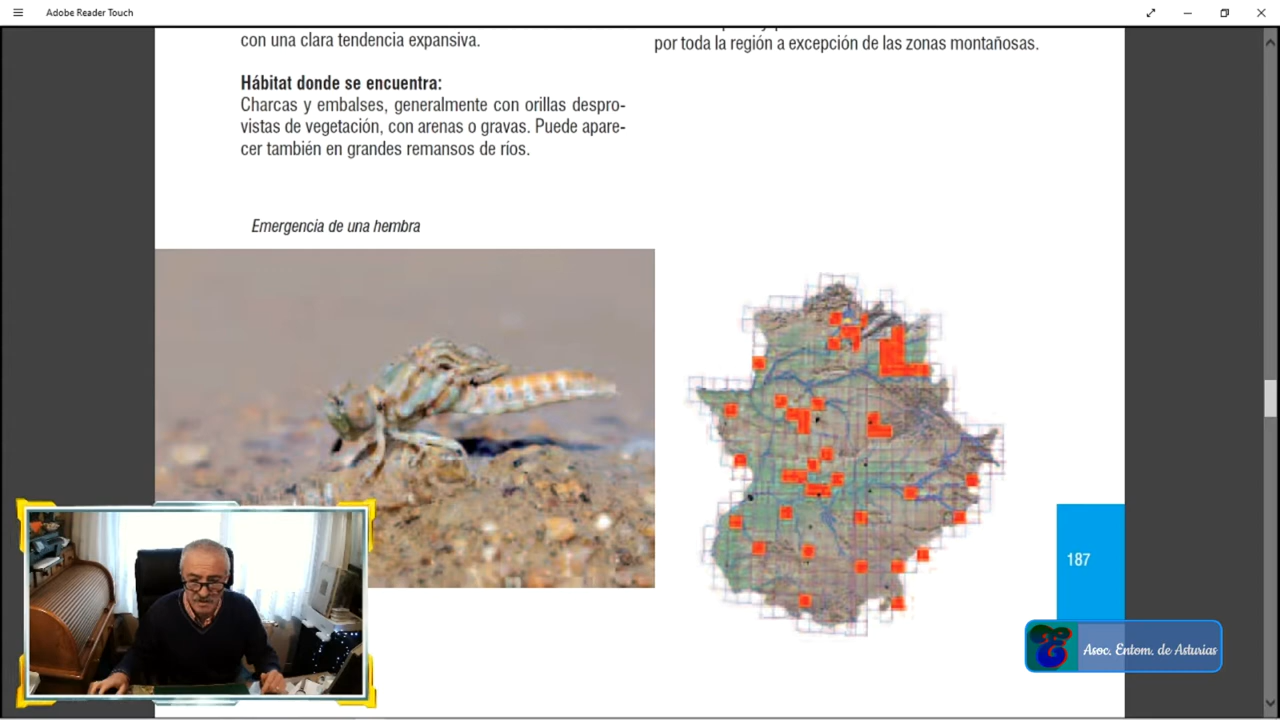 Adobe Reader Touch
con una clara tendencia expansiva.
Hábitat donde se encuentra:
Charcas y embalses, generalmente con orillas despro-
vistas de vegetación, con arenas o gravas. Puede apare-
cer también en grandes remansos de ríos.
por toda la región a excepción de las zonas montañosas.
Emergencia de una hembra
187
Asoc. Entom. de Asturias